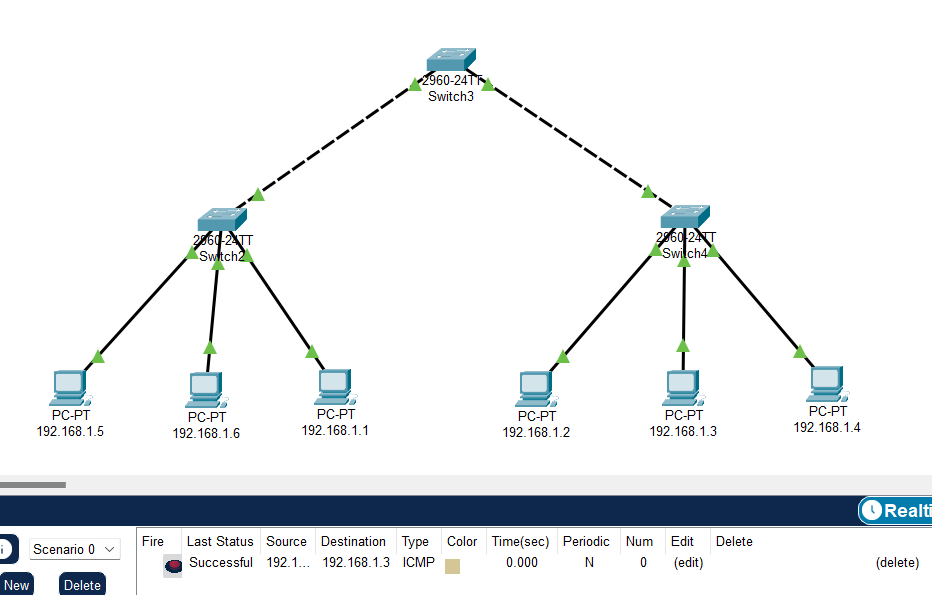 2960-24TT
Switch3
2960-24TT
Switch2
2960-24TT
Switch4
PC-PT
192.168.1.5
PC-PT
192.168.1.6
PC-PT
192.168.1.1
PC-PT
192.168.1.2
PC-PT
192.168.1.3
PC-PT
192.168.1.4
Realti
Scenario 0
New
Delete
Fire Last Status Source Destination Type Color Time(sec) Periodic Num Edit Delete
Successful 192.1... 192.168.1.3 ICMP 0.000 N 0 (edit) (delete)